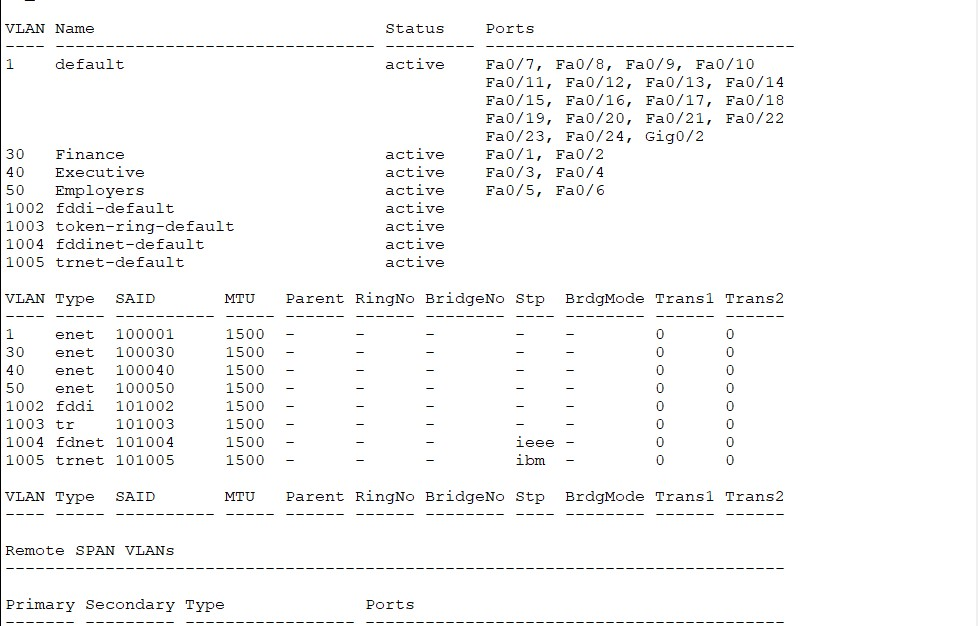 VLAN Name                             Status    Ports
---- -------------------------------- --------- -------------------------------
1    default                          active    Fa0/7, Fa0/8, Fa0/9, Fa0/10
                                                Fa0/11, Fa0/12, Fa0/13, Fa0/14
                                                Fa0/15, Fa0/16, Fa0/17, Fa0/18
                                                Fa0/19, Fa0/20, Fa0/21, Fa0/22
                                                Fa0/23, Fa0/24, Gig0/2
30   Finance                          active    Fa0/1, Fa0/2
40   Executive                        active    Fa0/3, Fa0/4
50   Employers                        active    Fa0/5, Fa0/6
1002 fddi-default                     active
1003 token-ring-default               active
1004 fddinet-default                  active
1005 trnet-default                    active
VLAN Type  SAID       MTU   Parent RingNo BridgeNo Stp  BrdgMode Trans1 Trans2
---- ----- ---------- ----- ------ ------ -------- ---- -------- ------ ------
1    enet  100001     1500  -      -      -        -    -        0      0
30   enet  100030     1500  -      -      -        -    -        0      0
40   enet  100040     1500  -      -      -        -    -        0      0
50   enet  100050     1500  -      -      -        -    -        0      0
1002 fddi  101002     1500  -      -      -        -    -        0      0
1003 tr    101003     1500  -      -      -        -    -        0      0
1004 fdnet 101004     1500  -      -      -        ieee -        0      0
1005 trnet 101005     1500  -      -      -        ibm  -        0      0
VLAN Type  SAID       MTU   Parent RingNo BridgeNo Stp  BrdgMode Trans1 Trans2
---- ----- ---------- ----- ------ ------ -------- ---- -------- ------ ------
Remote SPAN VLANs
------------------------------------------------------------------------------
Primary Secondary Type              Ports
------- --------- ----------------- ------------------------------------------